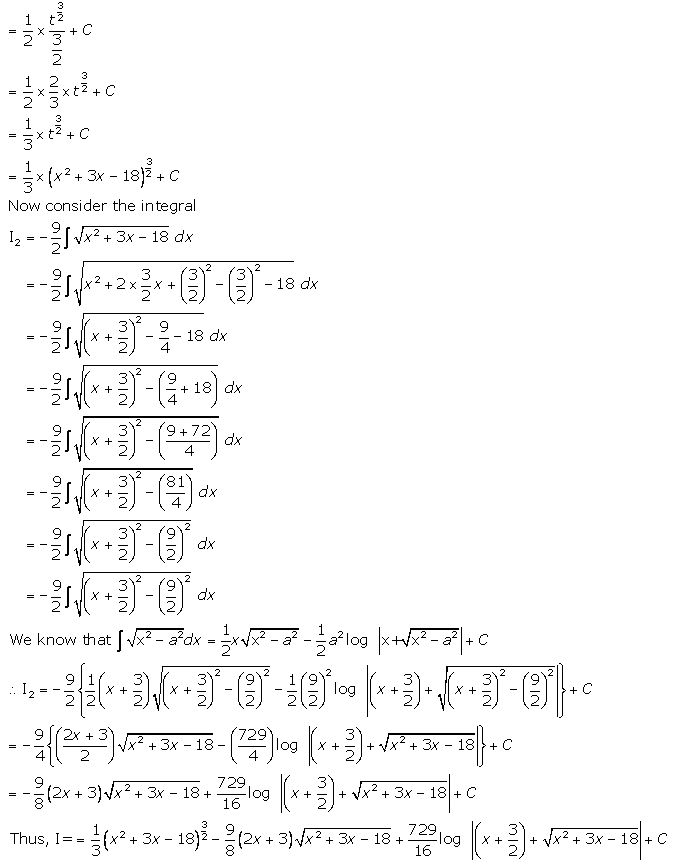 = 1/2 × t^(3/2) / (3/2) + C
= 1/2 × 2/3 × t^(3/2) + C
= 1/3 × t^(3/2) + C
= 1/3 × (x² + 3x − 18)^(3/2) + C
Now consider the integral
I₂ = − 9/2 ∫ √(x² + 3x − 18) dx
= − 9/2 ∫ √(x² + 2 × 3/2 x + (3/2)² − (3/2)² − 18) dx
= − 9/2 ∫ √((x + 3/2)² − 9/4 − 18) dx
= − 9/2 ∫ √((x + 3/2)² − (9/4 + 18)) dx
= − 9/2 ∫ √((x + 3/2)² − ((9 + 72)/4)) dx
= − 9/2 ∫ √((x + 3/2)² − (81/4)) dx
= − 9/2 ∫ √((x + 3/2)² − (9/2)²) dx
= − 9/2 ∫ √((x + 3/2)² − (9/2)²) dx
We know that ∫ √(x² − a²)dx = 1/2 x√(x² − a²) − 1/2 a² log |x+√(x² − a²)| + C
∴ I₂ = − 9/2 {1/2 (x + 3/2) √((x + 3/2)² − (9/2)²) − 1/2 (9/2)² log |(x + 3/2) + √((x + 3/2)² − (9/2)²)|} + C
= − 9/4 {((2x + 3)/2) √(x² + 3x − 18) − (729/4) log |(x + 3/2) + √(x² + 3x − 18)|} + C
= − 9/8 (2x + 3) √(x² + 3x − 18) + 729/16 log |(x + 3/2) + √(x² + 3x − 18)| + C
Thus, I = = 1/3 (x² + 3x − 18)^(3/2) − 9/8 (2x + 3) √(x² + 3x − 18) + 729/16 log |(x + 3/2) + √(x² + 3x − 18)| + C